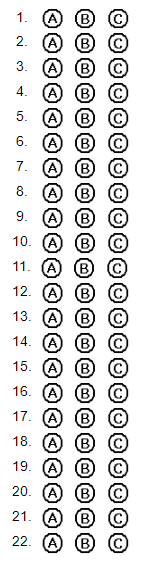 1. A B C
2. A B C
3. A B C
4. A B C
5. A B C
6. A B C
7. A B C
8. A B C
9. A B C
10. A B C
11. A B C
12. A B C
13. A B C
14. A B C
15. A B C
16. A B C
17. A B C
18. A B C
19. A B C
20. A B C
21. A B C
22. A B C